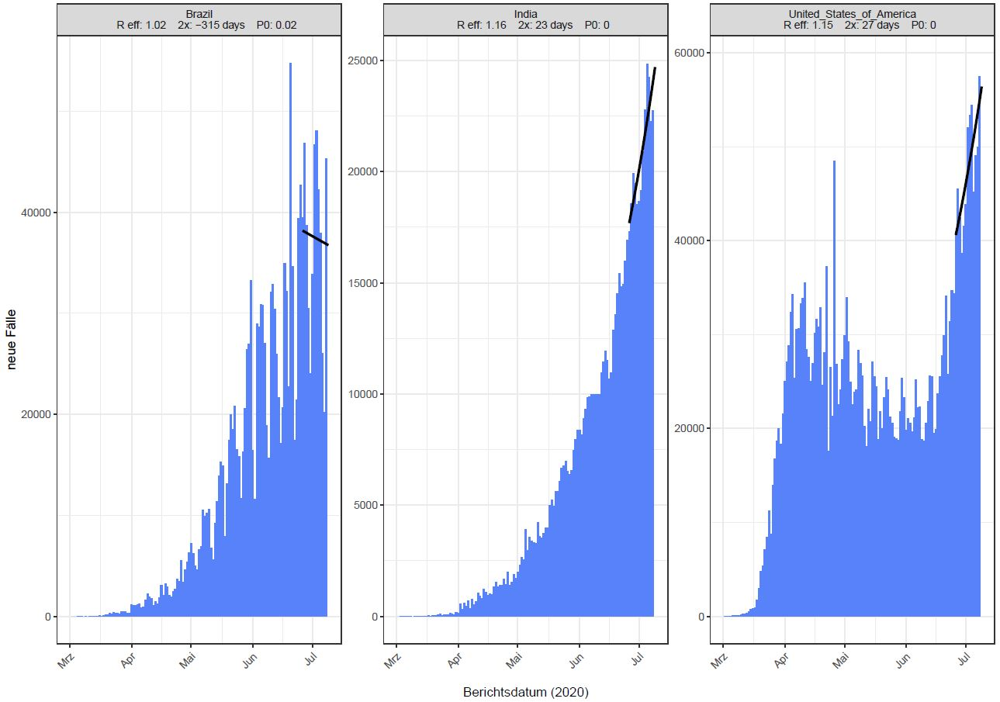 Brazil
R eff: 1.02 2x: −315 days P0: 0.02
India
R eff: 1.16 2x: 23 days P0: 0
United_States_of_America
R eff: 1.15 2x: 27 days P0: 0
neue Fälle
40000
20000
0
25000
20000
15000
10000
5000
0
60000
40000
20000
0
Mrz Apr Mai Jun Jul
Mrz Apr Mai Jun Jul
Mrz Apr Mai Jun Jul
Berichtsdatum (2020)